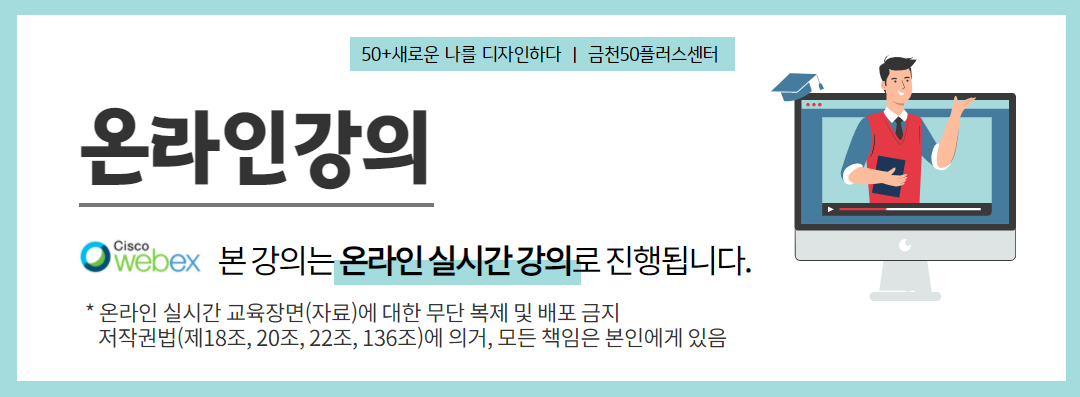 50+새로운 나를 디자인하다 | 금천50플러스센터
온라인강의
Cisco
webex
본 강의는 온라인 실시간 강의로 진행됩니다.
* 온라인 실시간 교육장면(자료)에 대한 무단 복제 및 배포 금지
저작권법(제18조, 20조, 22조, 136조)에 의거, 모든 책임은 본인에게 있음